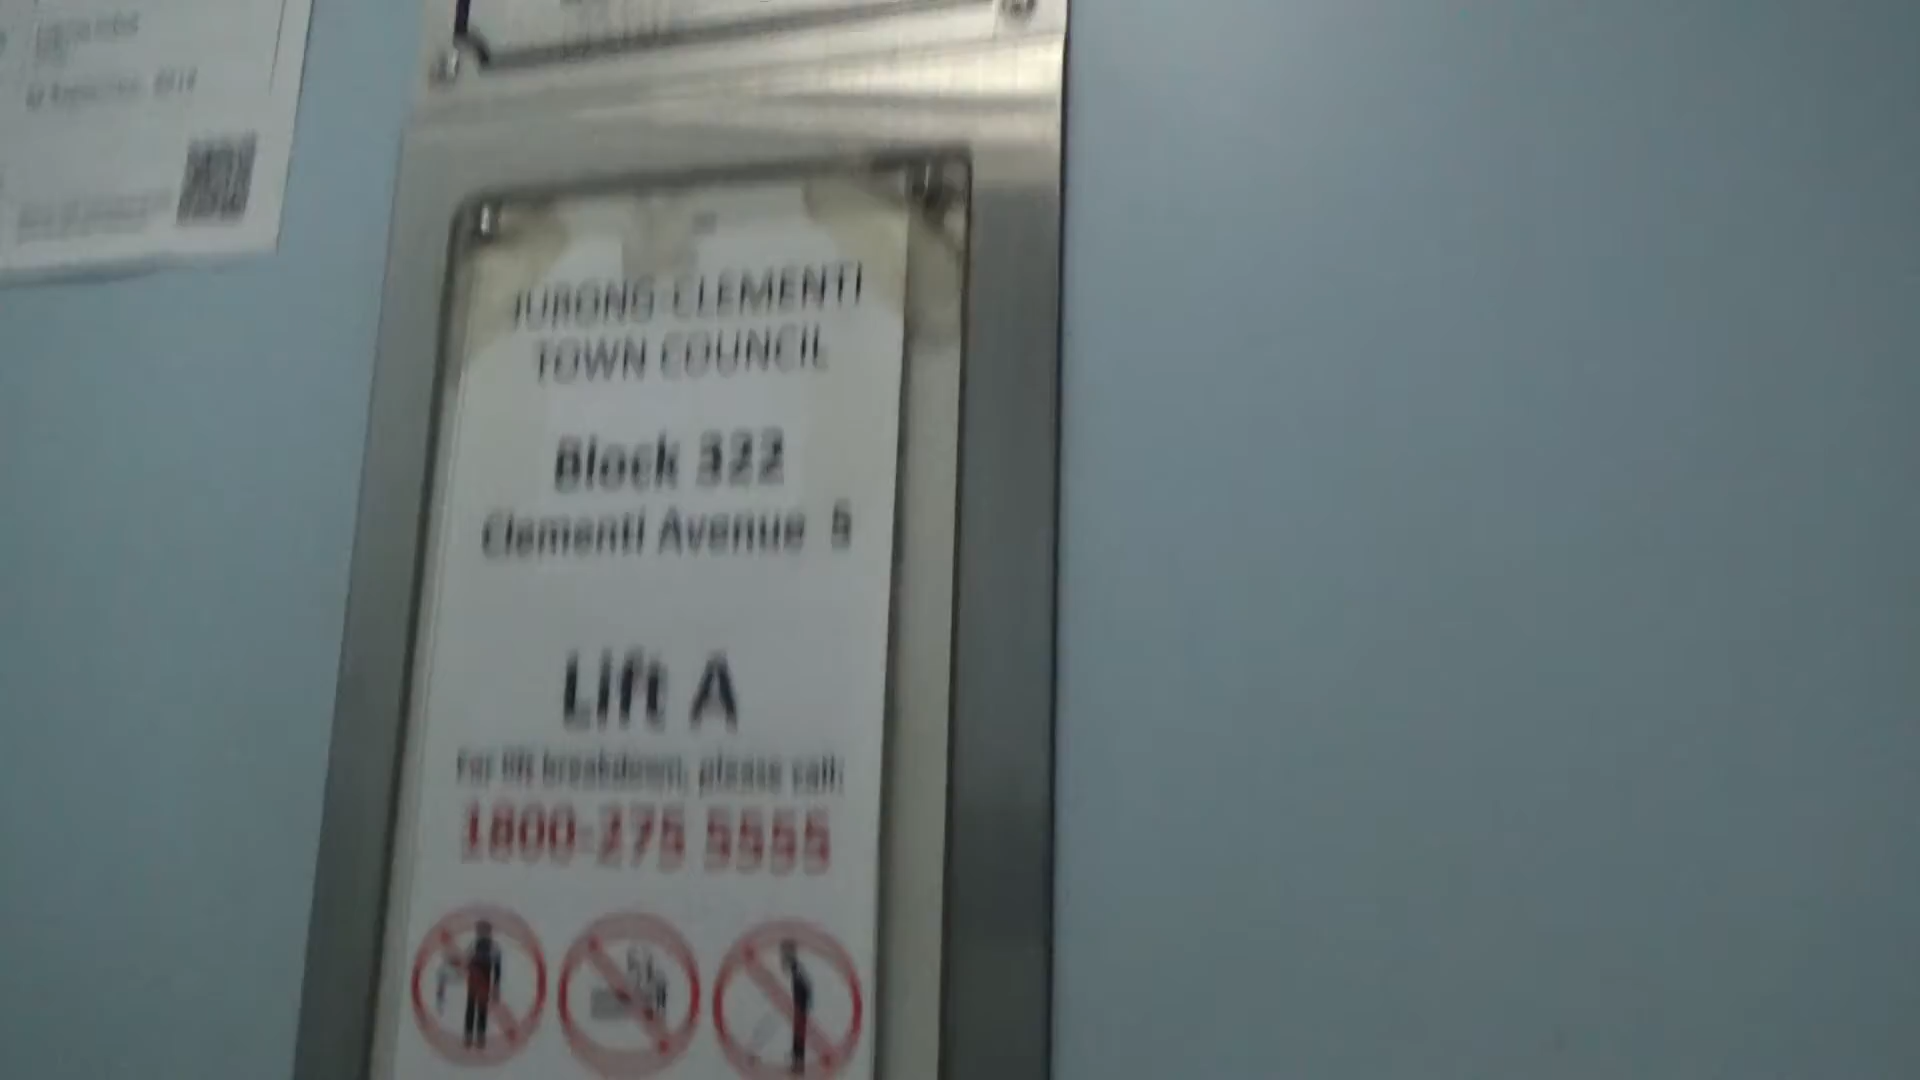 JURONG-CLEMENTI
TOWN COUNCIL
Block 322
Clementi Avenue 5
Lift A
For lift breakdown, please call:
1800-275 5555